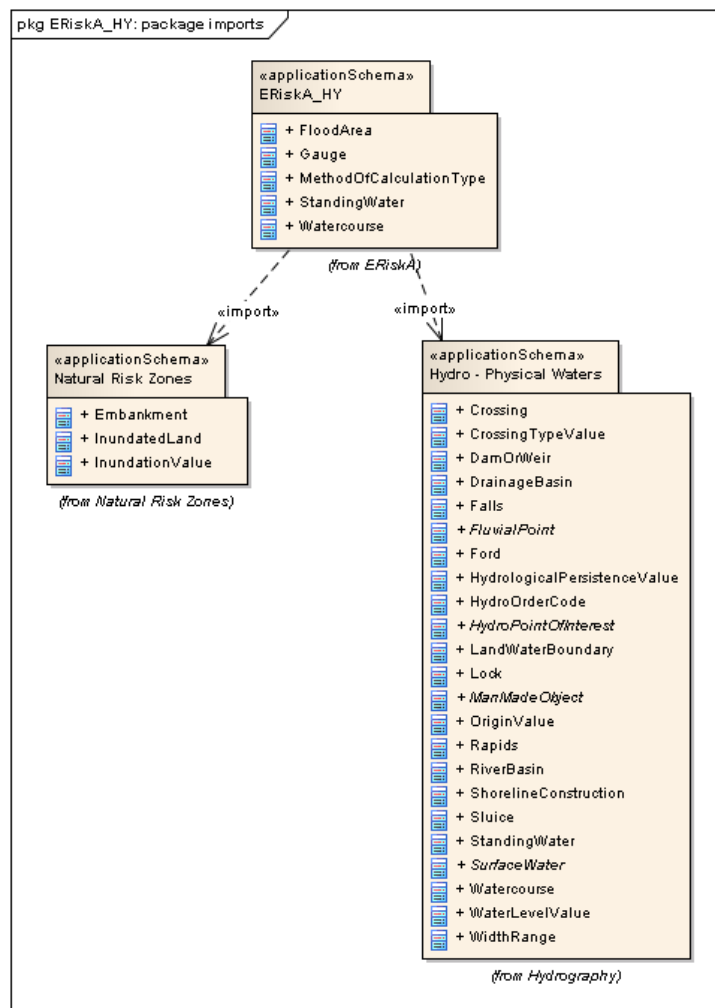 pkg ERiskA_HY: package imports
«applicationSchema»
ERiskA_HY
+ FloodArea
+ Gauge
+ MethodOfCalculationType
+ StandingWater
+ Watercourse
(from ERiskA)
«import»
«import»
«applicationSchema»
Natural Risk Zones
+ Embankment
+ InundatedLand
+ InundationValue
(from Natural Risk Zones)
«applicationSchema»
Hydro - Physical Waters
+ Crossing
+ CrossingTypeValue
+ DamOrWeir
+ DrainageBasin
+ Falls
+ FluvialPoint
+ Ford
+ HydrologicalPersistenceValue
+ HydroOrderCode
+ HydroPointOfInterest
+ LandWaterBoundary
+ Lock
+ ManMadeObject
+ OriginValue
+ Rapids
+ RiverBasin
+ ShorelineConstruction
+ Sluice
+ StandingWater
+ SurfaceWater
+ Watercourse
+ WaterLevelValue
+ WidthRange
(from Hydrography)